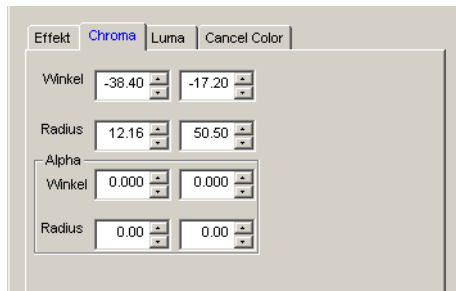 Effekt Chroma Luma Cancel Color
Winkel -38.40 -17.20
Radius 12.16 50.50
Alpha
Winkel 0.000 0.000
Radius 0.00 0.00